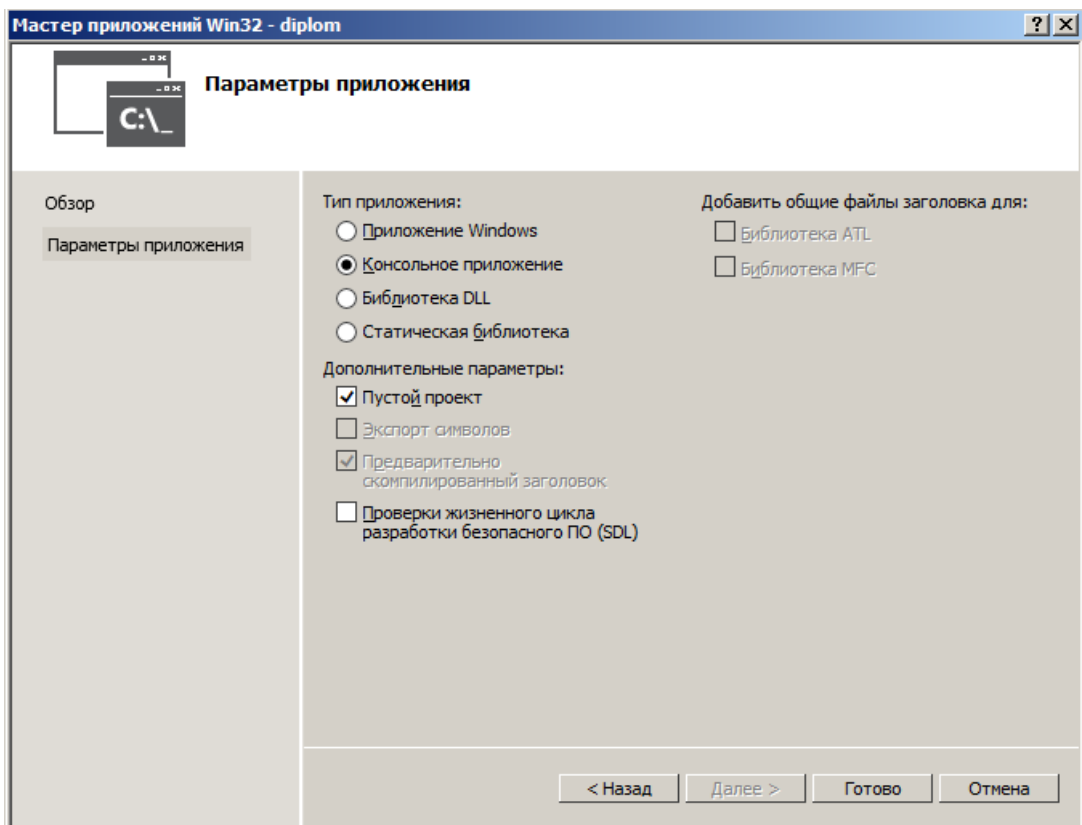 Мастер приложений Win32 - diplom
C:\_
Параметры приложения
Обзор
Параметры приложения
Тип приложения:
Приложение Windows
Консольное приложение
Библиотека DLL
Статическая библиотека
Дополнительные параметры:
Пустой проект
Экспорт символов
Предварительно
скомпилированный заголовок
Проверки жизненного цикла
разработки безопасного ПО (SDL)
Добавить общие файлы заголовка для:
Библиотека ATL
Библиотека MFC
< Назад
Далее >
Готово
Отмена